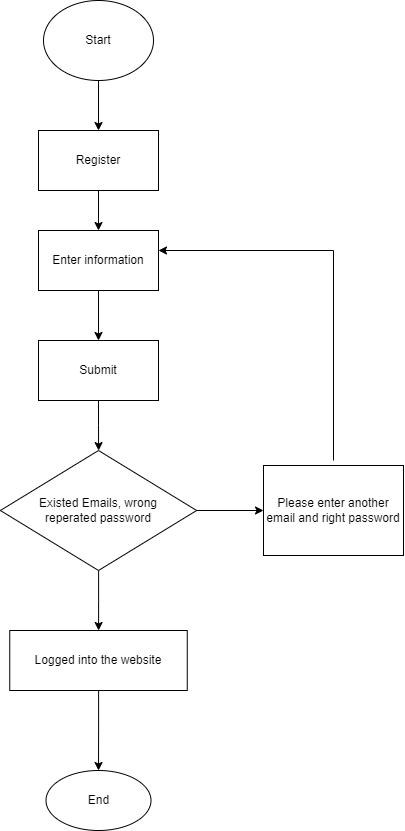 Start
Register
Enter information
Submit
Existed Emails, wrong
reperated password
Please enter another
email and right password
Logged into the website
End